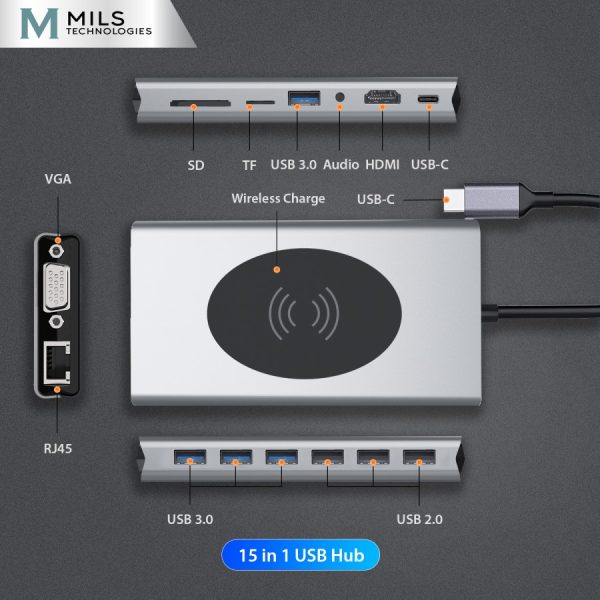 M MILS
TECHNOLOGIES
SD TF USB 3.0 Audio HDMI USB-C
VGA
Wireless Charge
USB-C
RJ45
USB 3.0 USB 2.0
15 in 1 USB Hub